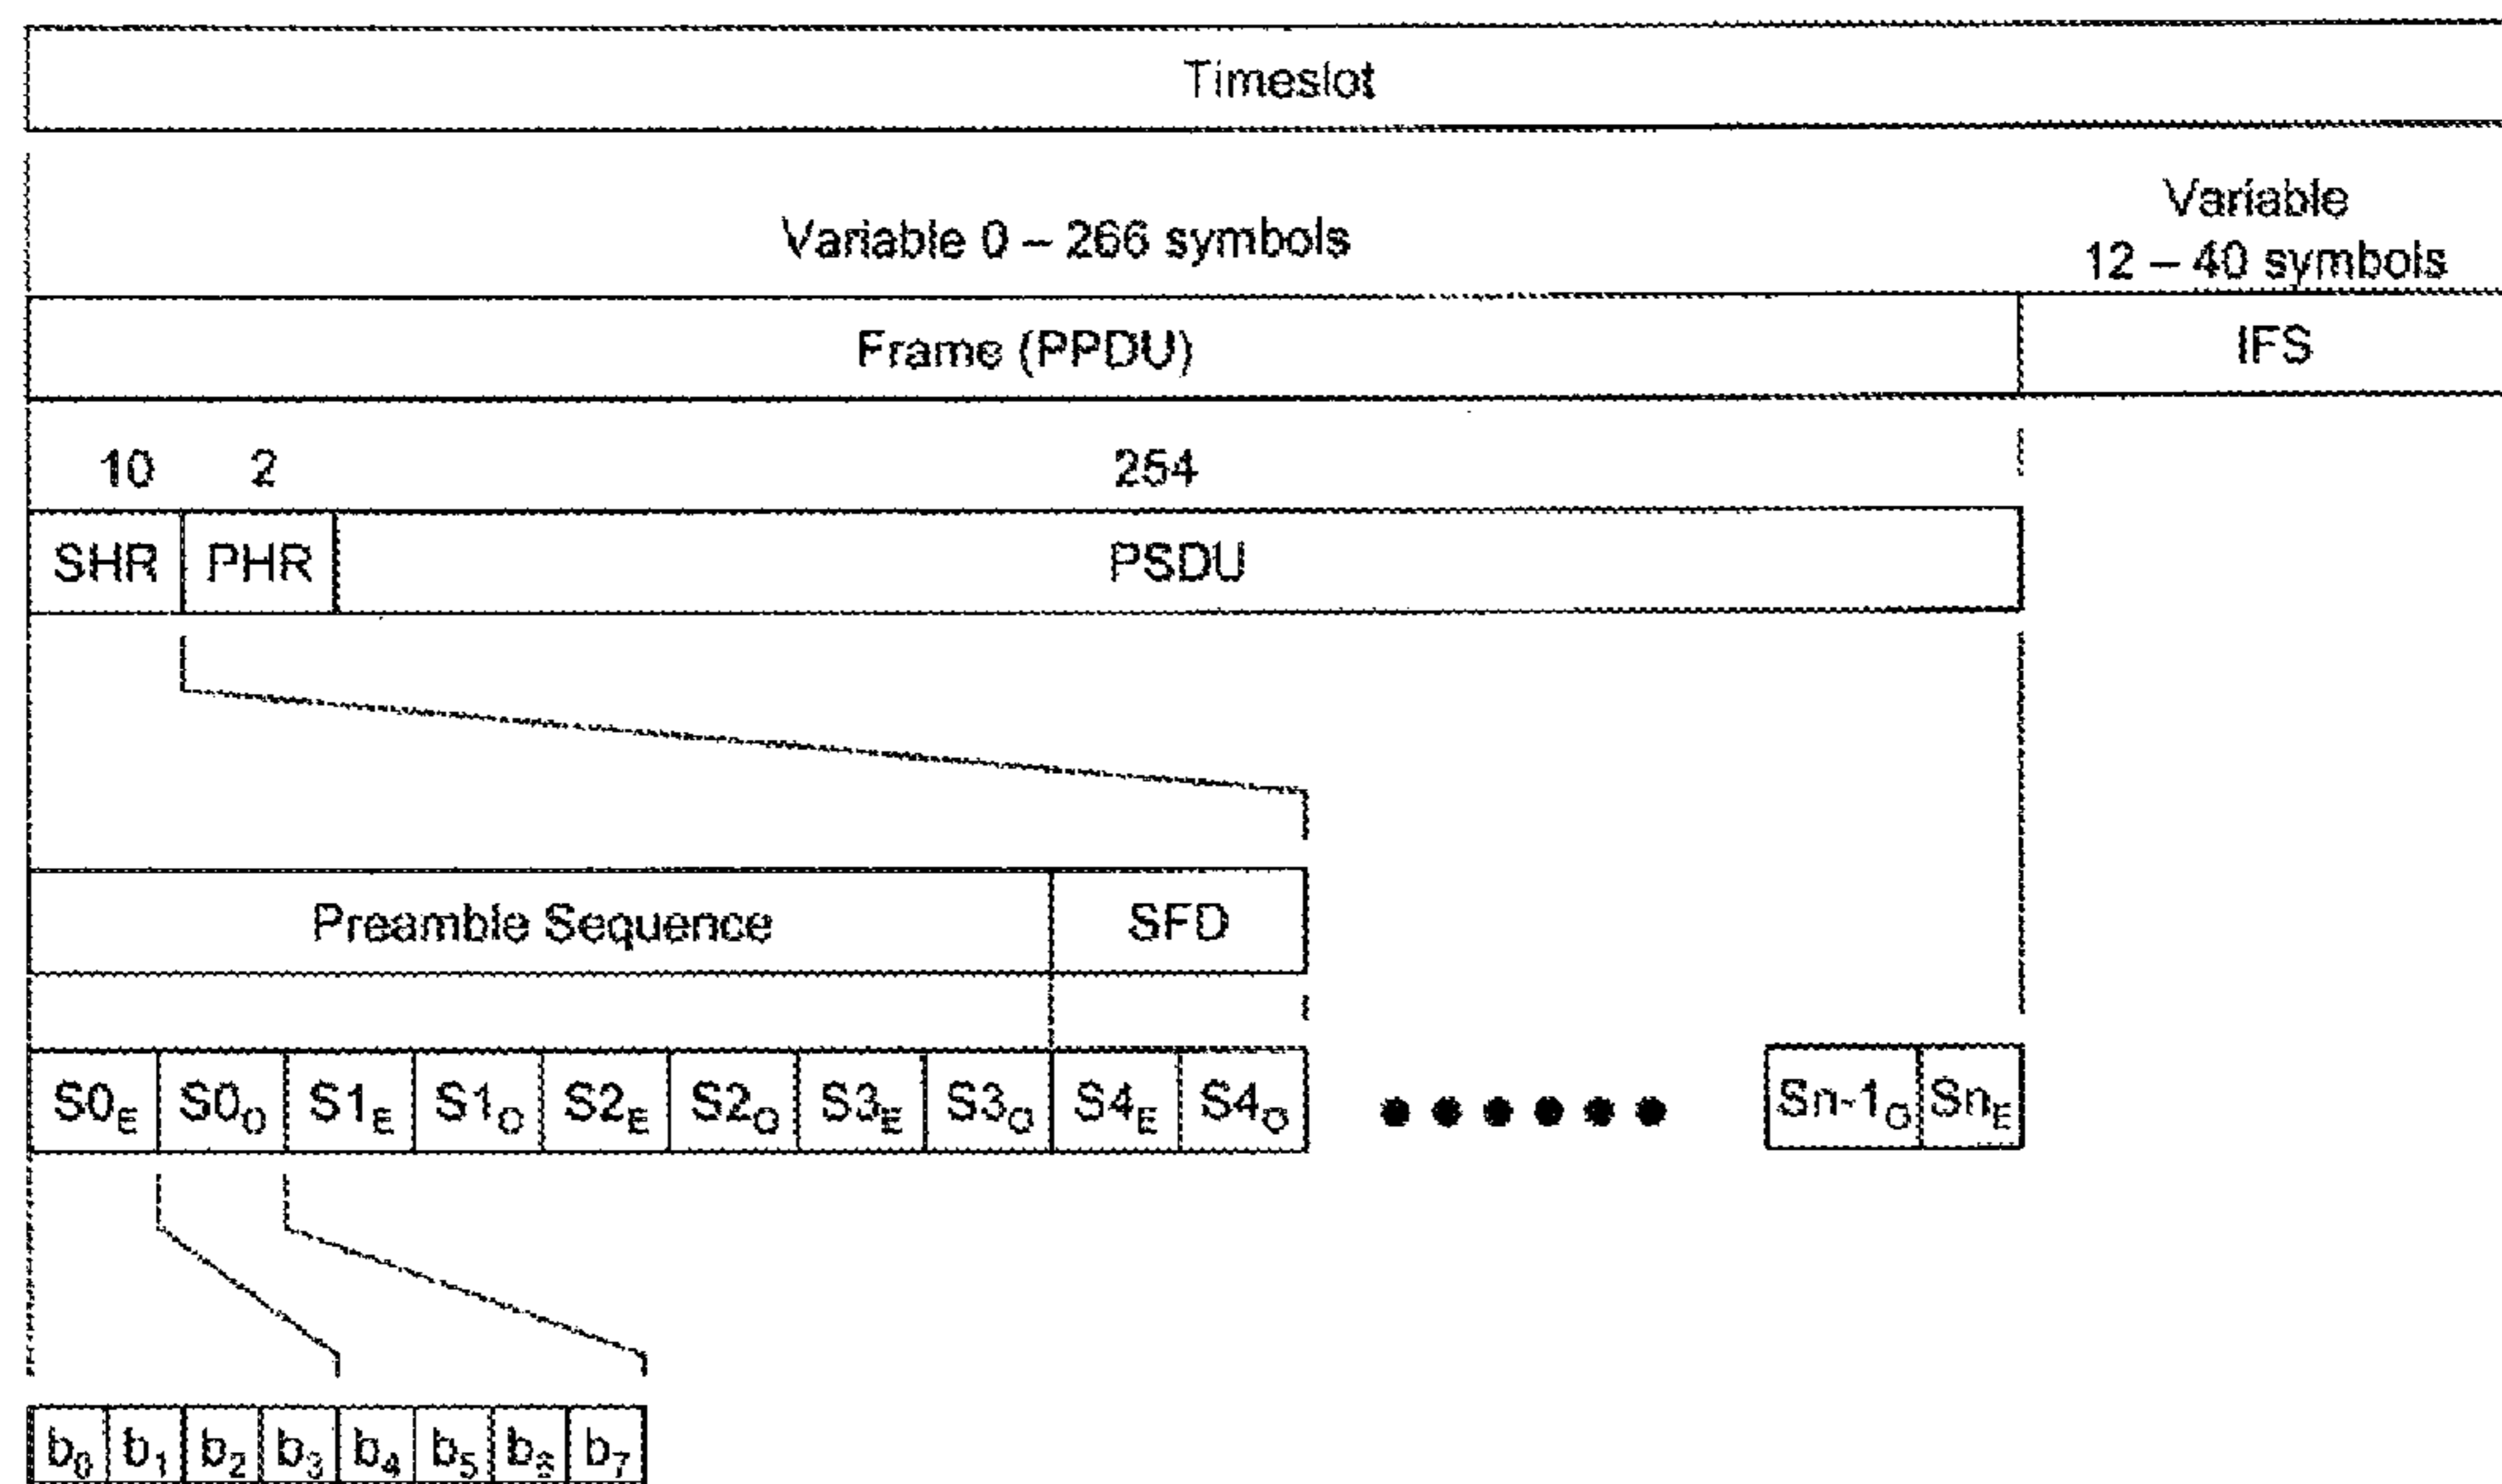 Timeslot
Variable 0 – 266 symbols
Variable
12 – 40 symbols
Frame (PPDU)
IFS
10 2 254
SHR PHR PSDU
Preamble Sequence SFD
S0E S0O S1E S1O S2E S2O S3E S3O S4E S4O •••••• Sn-1O SnE
b0 b1 b2 b3 b4 b5 b6 b7